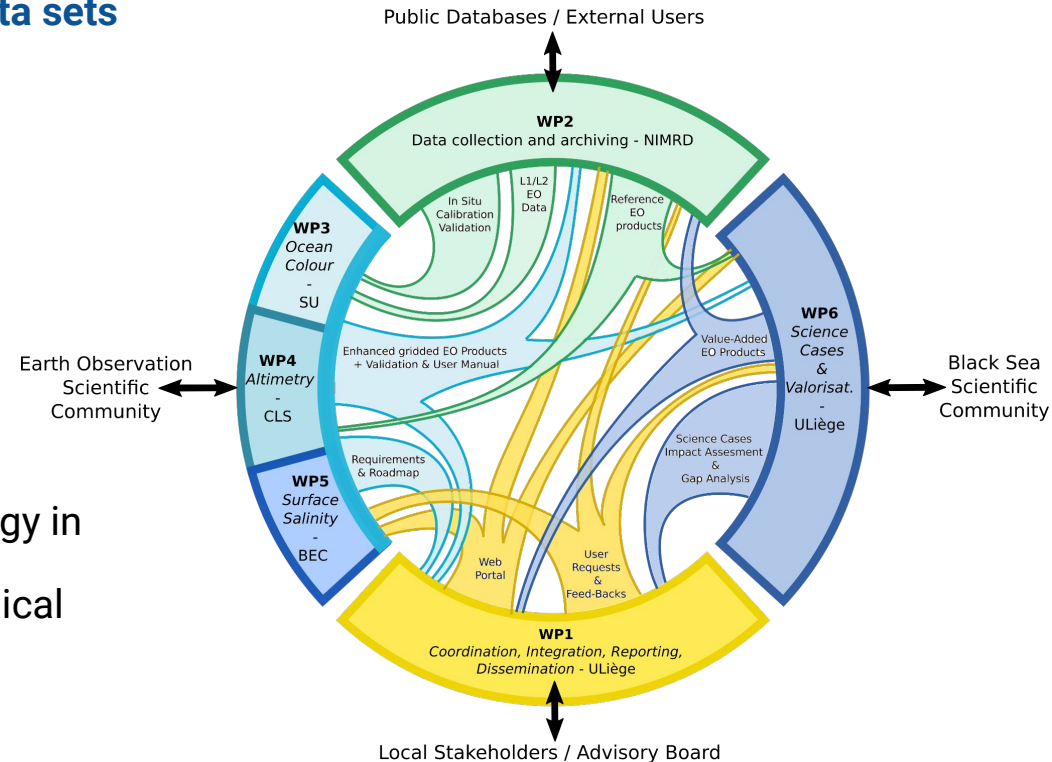 ta sets
Public Databases / External Users
WP2
Data collection and archiving - NIMRD
In Situ
Calibration
Validation
L1/L2
EO
Data
Reference
EO
products
WP3
Ocean
Colour
-
SU
WP4
Altimetry
-
CLS
WP5
Surface
Salinity
-
BEC
Earth Observation
Scientific
Community
Enhanced gridded EO Products
+ Validation & User Manual
Requirements
& Roadmap
Value-Added
EO Products
Science Cases
Impact Assesment
&
Gap Analysis
WP6
Science
Cases
&
Valorisat.
-
ULiège
Black Sea
Scientific
Community
gy in
ical
Web
Portal
User
Requests
&
Feed-Backs
WP1
Coordination, Integration, Reporting,
Dissemination - ULiège
Local Stakeholders / Advisory Board